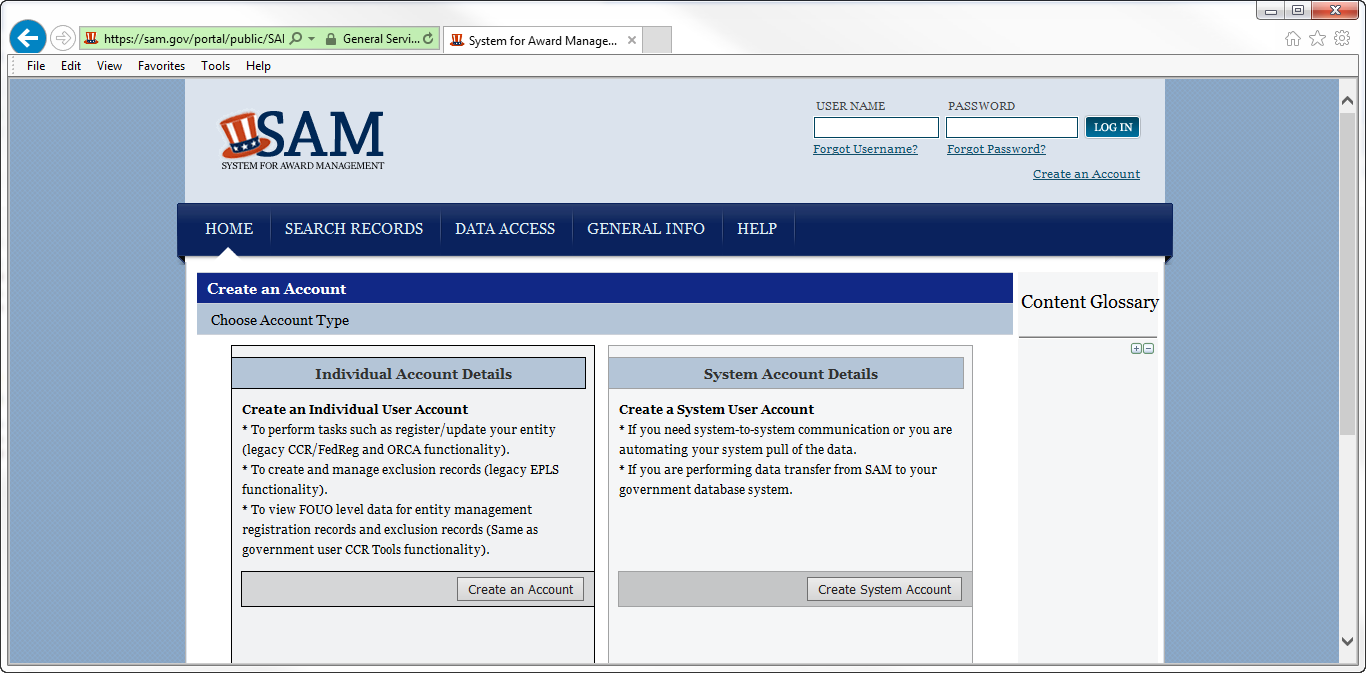 https://sam.gov/portal/public/SAI
General Servi...
System for Award Manage...
File Edit View Favorites Tools Help
SAM
SYSTEM FOR AWARD MANAGEMENT
USER NAME PASSWORD
LOG IN
Forgot Username? Forgot Password?
Create an Account
HOME SEARCH RECORDS DATA ACCESS GENERAL INFO HELP
Create an Account
Choose Account Type
Content Glossary
Individual Account Details
Create an Individual User Account
* To perform tasks such as register/update your entity
(legacy CCR/FedReg and ORCA functionality).
* To create and manage exclusion records (legacy EPLS
functionality).
* To view FOUO level data for entity management
registration records and exclusion records (Same as
government user CCR Tools functionality).
Create an Account
System Account Details
Create a System User Account
* If you need system-to-system communication or you are
automating your system pull of the data.
* If you are performing data transfer from SAM to your
government database system.
Create System Account